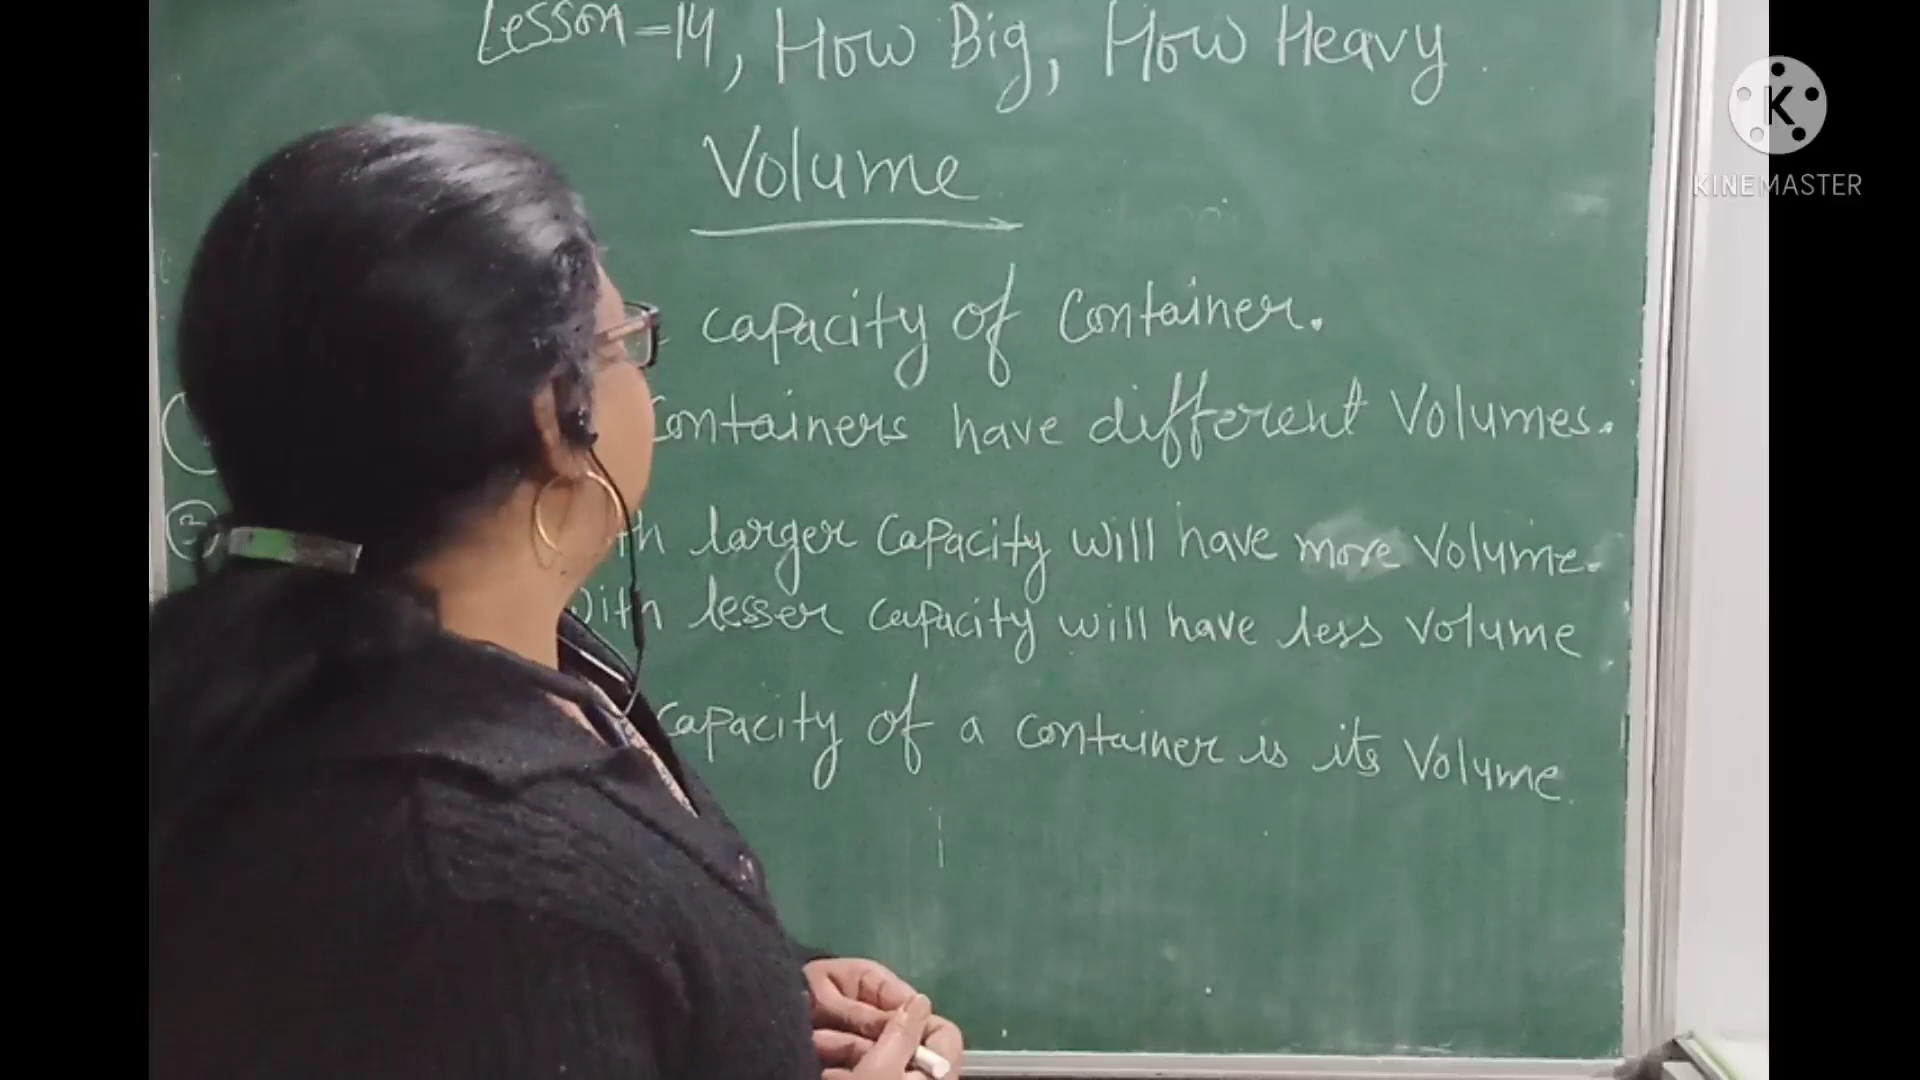 Lesson-14, How Big, How Heavy
Volume
capacity of Container.
Containers have different Volumes.
③ larger capacity will have more Volume.
with lesser capacity will have less Volume
capacity of a container is its Volume
KINEMASTER